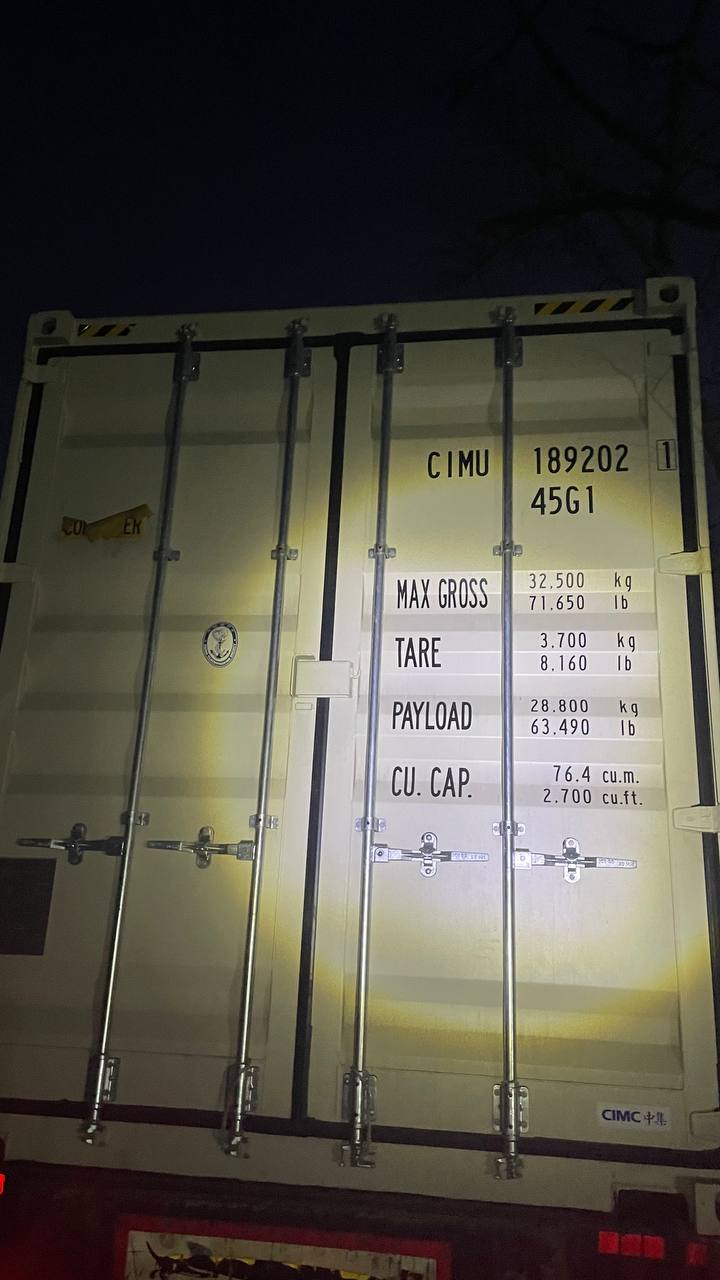 CIMU 189202 1
45G1
MAX GROSS 32.500 kg
71.650 lb
TARE 3.700 kg
8.160 lb
PAYLOAD 28.800 kg
63.490 lb
CU. CAP. 76.4 cu.m.
2.700 cu.ft.
CIMC 中集